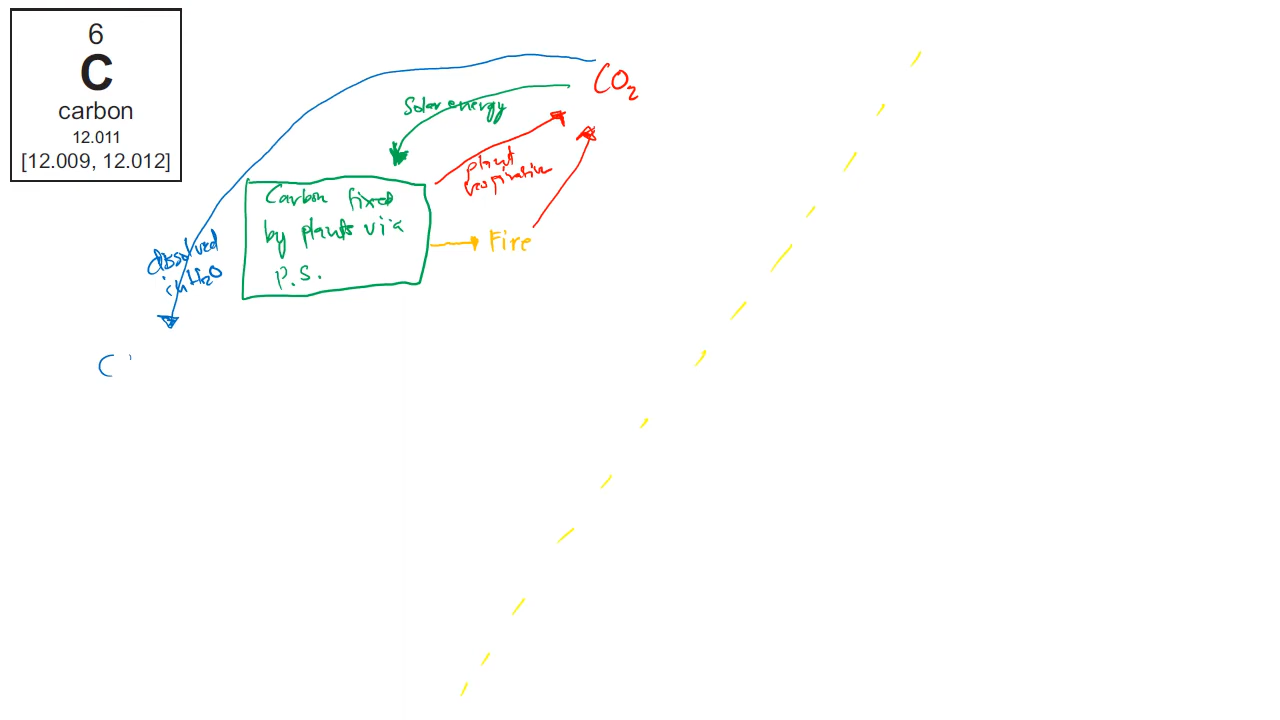 6
C
carbon
12.011
[12.009, 12.012]
CO₂
Solar energy
plant
respiration
Carbon fixed
by plants via
P.S.
Fire
dissolved
in H₂O
C